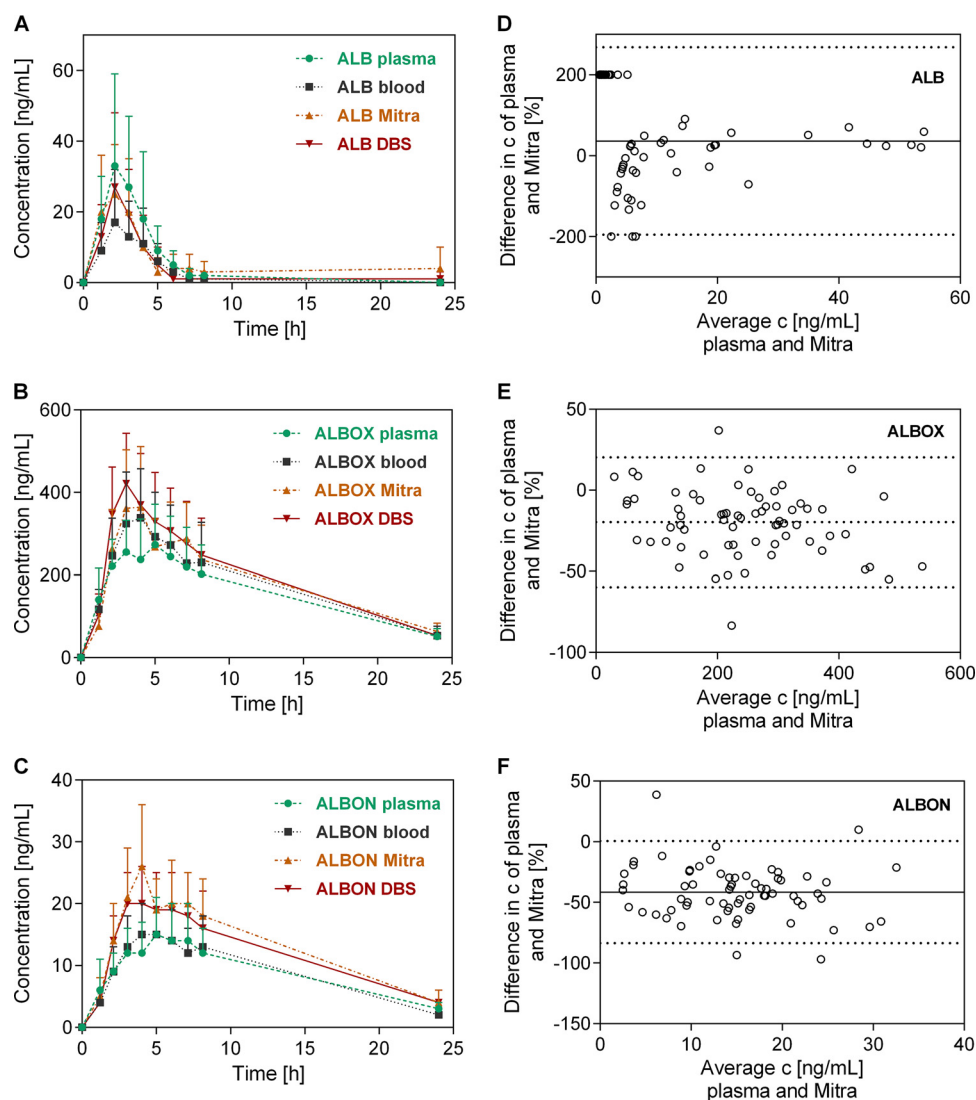 A
Concentration [ng/mL]
60
40
20
0
ALB plasma
ALB blood
ALB Mitra
ALB DBS
0 5 10 15 20 25
Time [h]
D
Difference in c of plasma
and Mitra [%]
200
0
-200
ALB
0 20 40 60
Average c [ng/mL]
plasma and Mitra
B
Concentration [ng/mL]
600
400
200
0
ALBOX plasma
ALBOX blood
ALBOX Mitra
ALBOX DBS
0 5 10 15 20 25
Time [h]
E
Difference in c of plasma
and Mitra [%]
50
0
-50
-100
ALBOX
0 200 400 600
Average c [ng/mL]
plasma and Mitra
C
Concentration [ng/mL]
40
30
20
10
0
ALBON plasma
ALBON blood
ALBON Mitra
ALBON DBS
0 5 10 15 20 25
Time [h]
F
Difference in c of plasma
and Mitra [%]
50
0
-50
-100
-150
ALBON
0 10 20 30 40
Average c [ng/mL]
plasma and Mitra